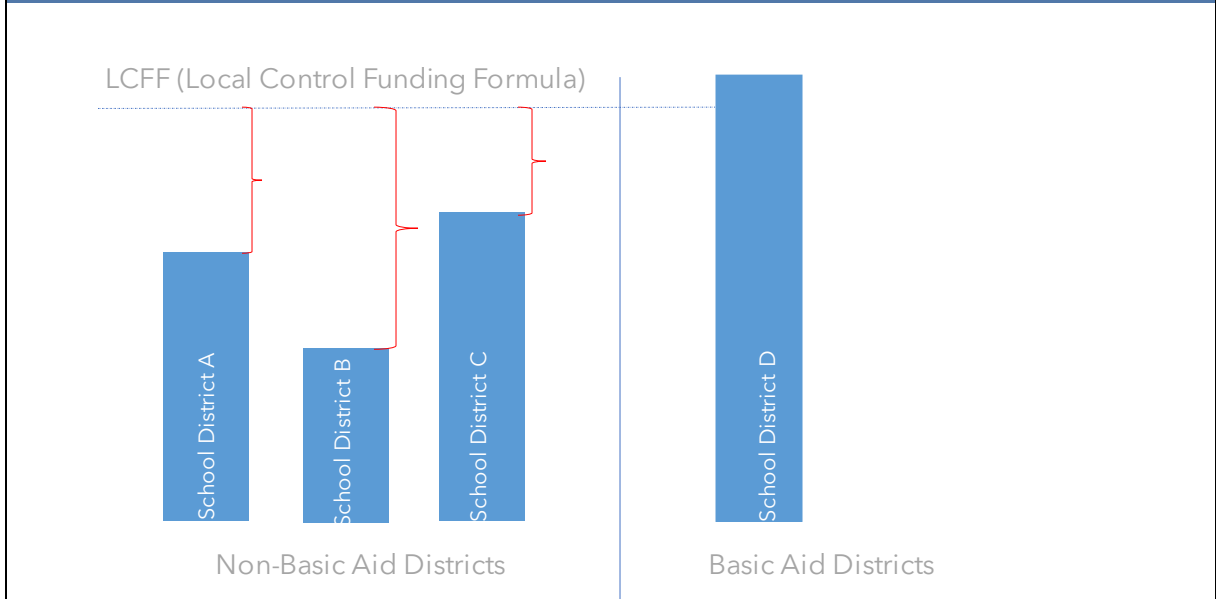 LCFF (Local Control Funding Formula)
School District A
School District B
School District C
School District D
Non-Basic Aid Districts
Basic Aid Districts